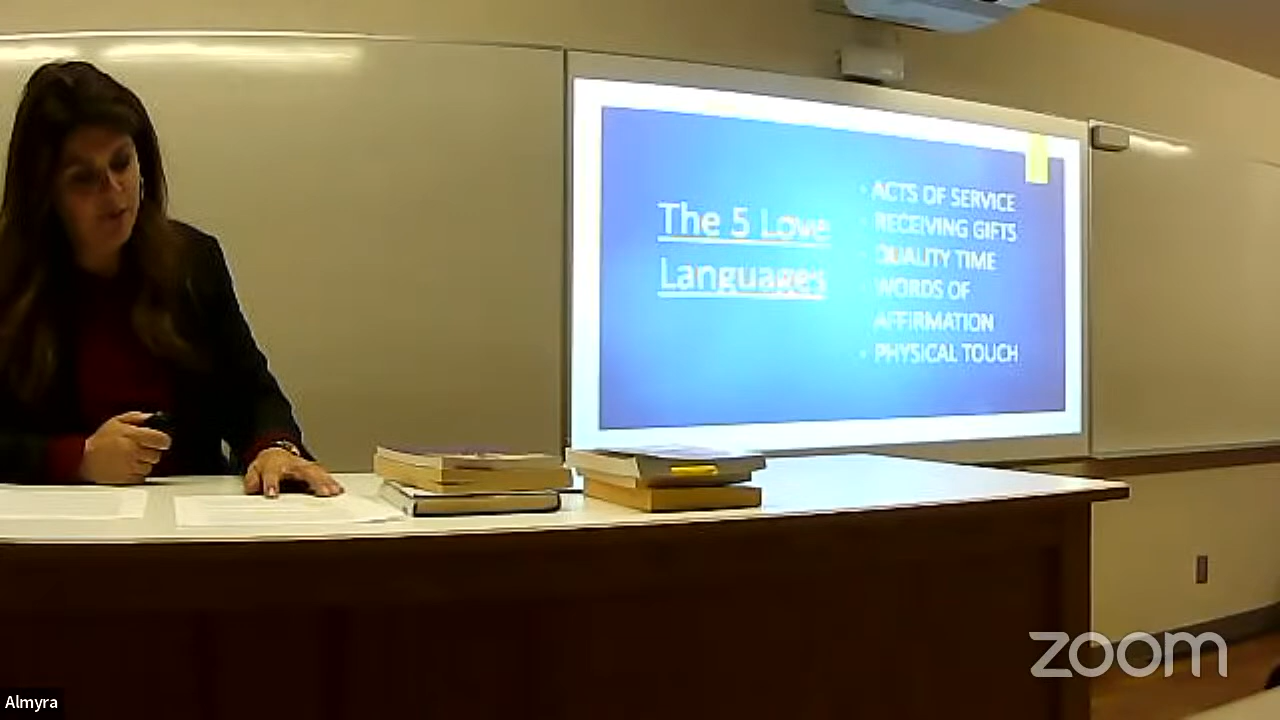 The 5 Love
Languages
• ACTS OF SERVICE
• RECEIVING GIFTS
• QUALITY TIME
• WORDS OF
AFFIRMATION
• PHYSICAL TOUCH
zoom
Almyra